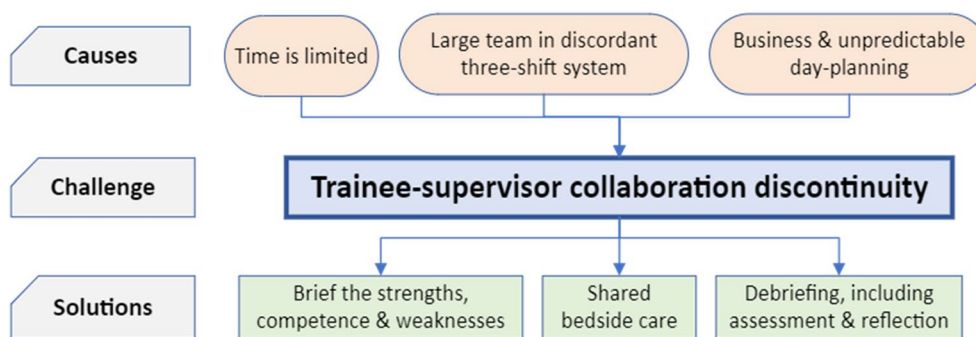 Causes
Time is limited
Large team in discordant
three-shift system
Business & unpredictable
day-planning
Challenge
Trainee-supervisor collaboration discontinuity
Solutions
Brief the strengths,
competence & weaknesses
Shared
bedside care
Debriefing, including
assessment & reflection